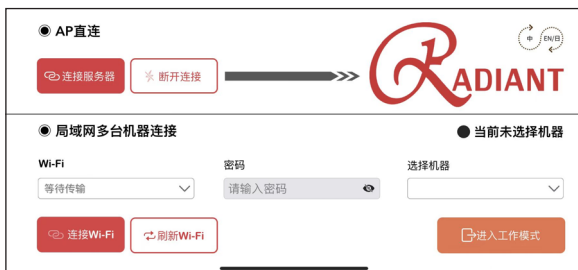 AP直连
中 EN/日
连接服务器
断开连接
RADIANT
局域网多台机器连接
当前未选择机器
Wi-Fi
密码
选择机器
等待传输
请输入密码
连接Wi-Fi
刷新Wi-Fi
进入工作模式